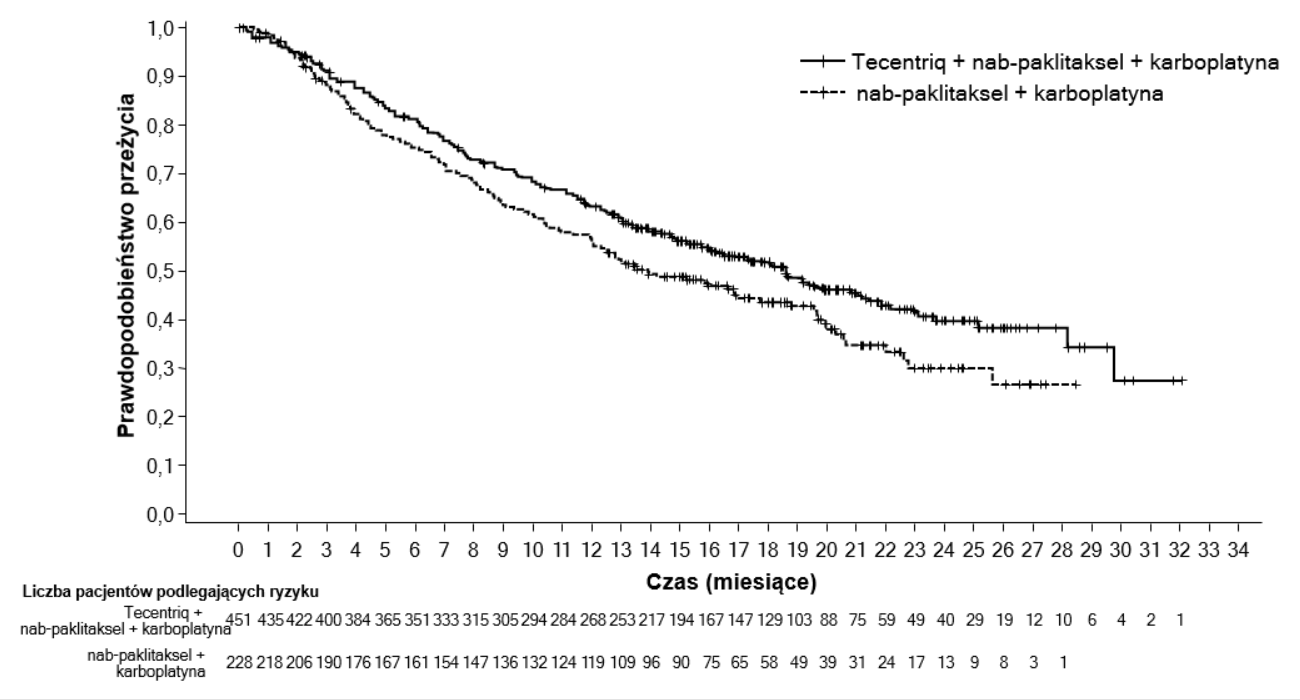 1,0
0,9
0,8
0,7
0,6
0,5
0,4
0,3
0,2
0,1
0,0
Prawdopodobieństwo przeżycia
Tecentriq + nab-paklitaksel + karboplatyna
nab-paklitaksel + karboplatyna
0 1 2 3 4 5 6 7 8 9 10 11 12 13 14 15 16 17 18 19 20 21 22 23 24 25 26 27 28 29 30 31 32 33 34
Czas (miesiące)
Liczba pacjentów podlegających ryzyku
Tecentriq +
nab-paklitaksel + karboplatyna 451 435 422 400 384 365 351 333 315 305 294 284 268 253 217 194 167 147 129 103 88 75 59 49 40 29 19 12 10 6 4 2 1
nab-paklitaksel +
karboplatyna 228 218 206 190 176 167 161 154 147 136 132 124 119 109 96 90 75 65 58 49 39 31 24 17 13 9 8 3 1